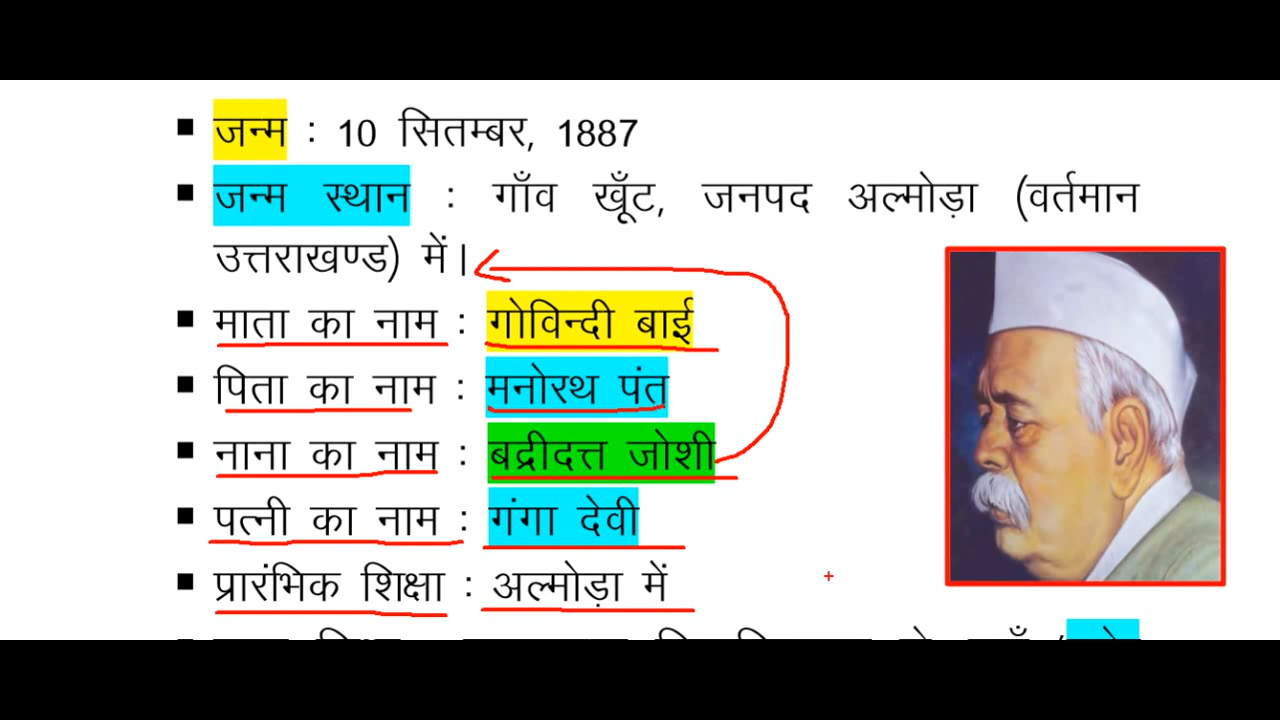 ▪ जन्म : 10 सितम्बर, 1887
▪ जन्म स्थान : गाँव खूँट, जनपद अल्मोड़ा (वर्तमान
उत्तराखण्ड) में।
▪ माता का नाम : गोविन्दी बाई
▪ पिता का नाम : मनोरथ पंत
▪ नाना का नाम : बद्रीदत्त जोशी
▪ पत्नी का नाम : गंगा देवी
▪ प्रारंभिक शिक्षा : अल्मोड़ा में